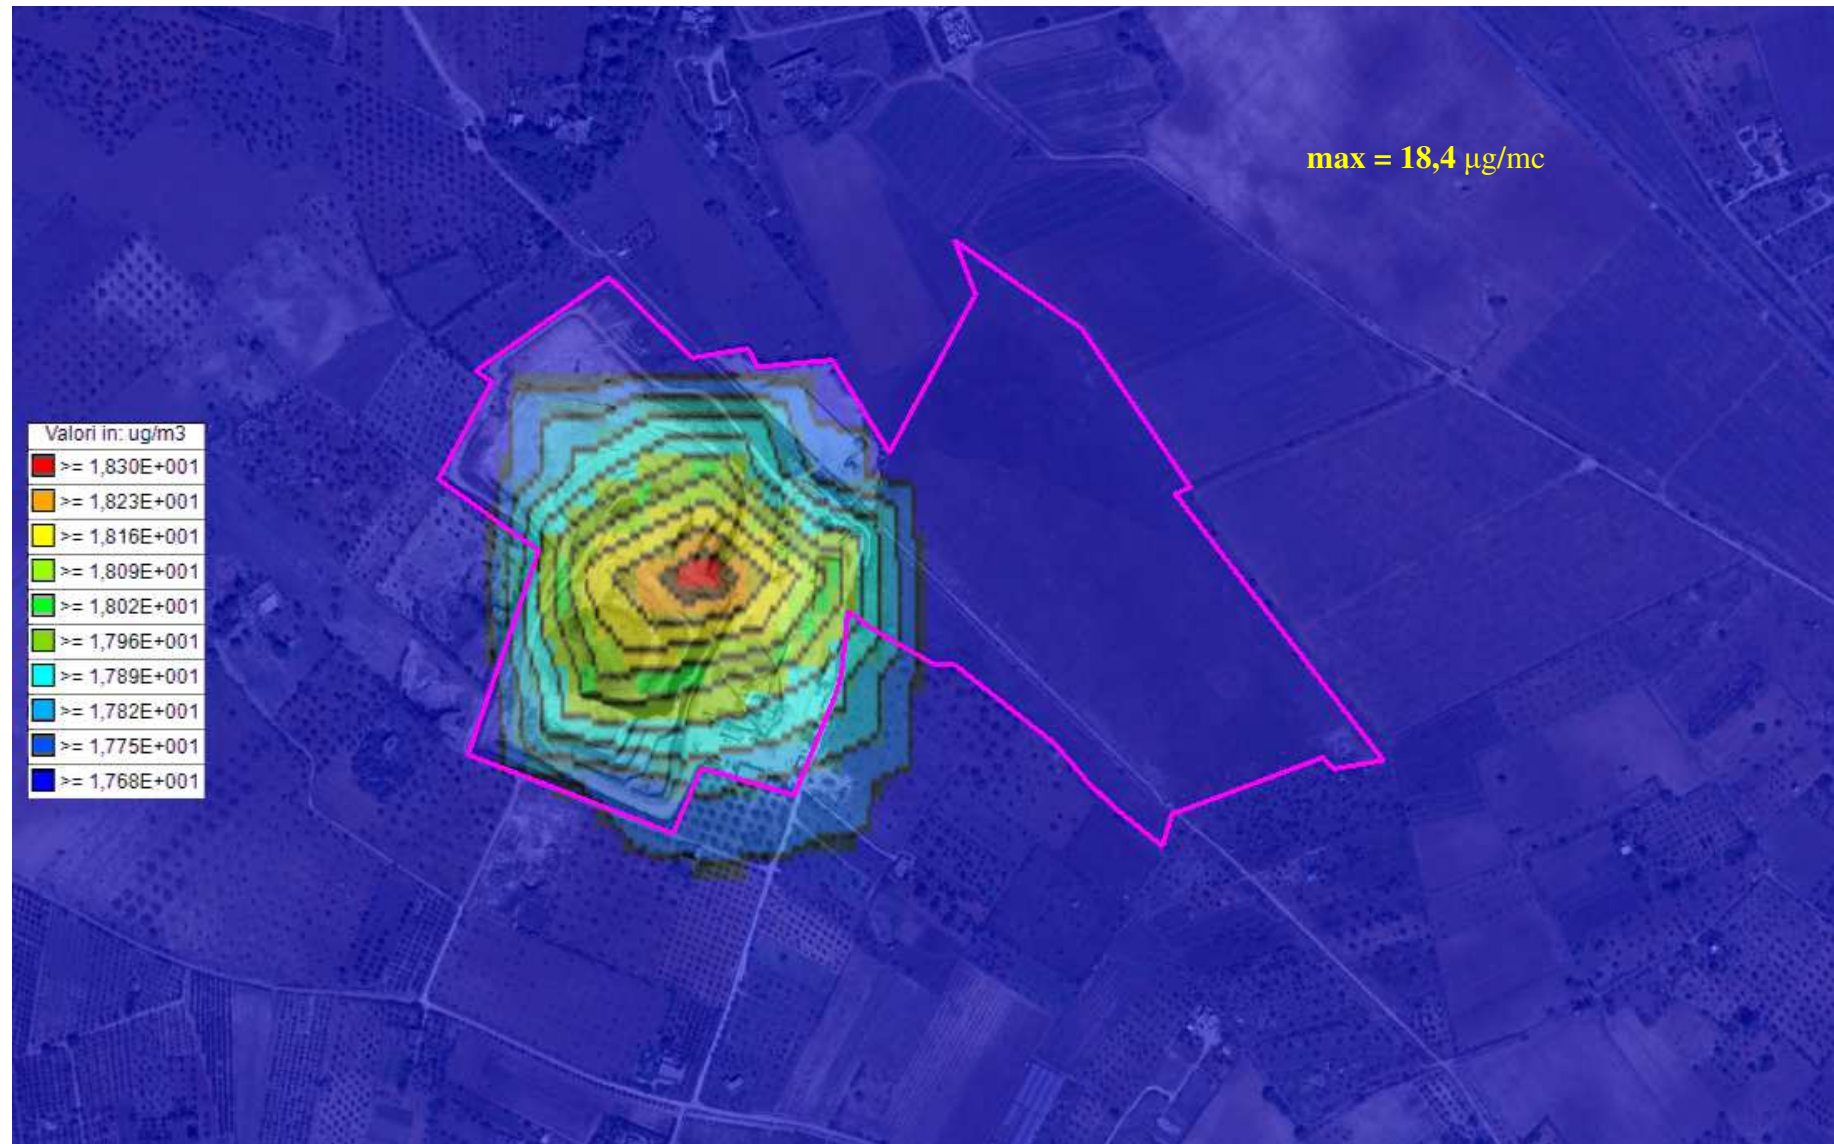 max = 18,4 μg/mc
Valori in: ug/m3
>= 1,830E+001
>= 1,823E+001
>= 1,816E+001
>= 1,809E+001
>= 1,802E+001
>= 1,796E+001
>= 1,789E+001
>= 1,782E+001
>= 1,775E+001
>= 1,768E+001